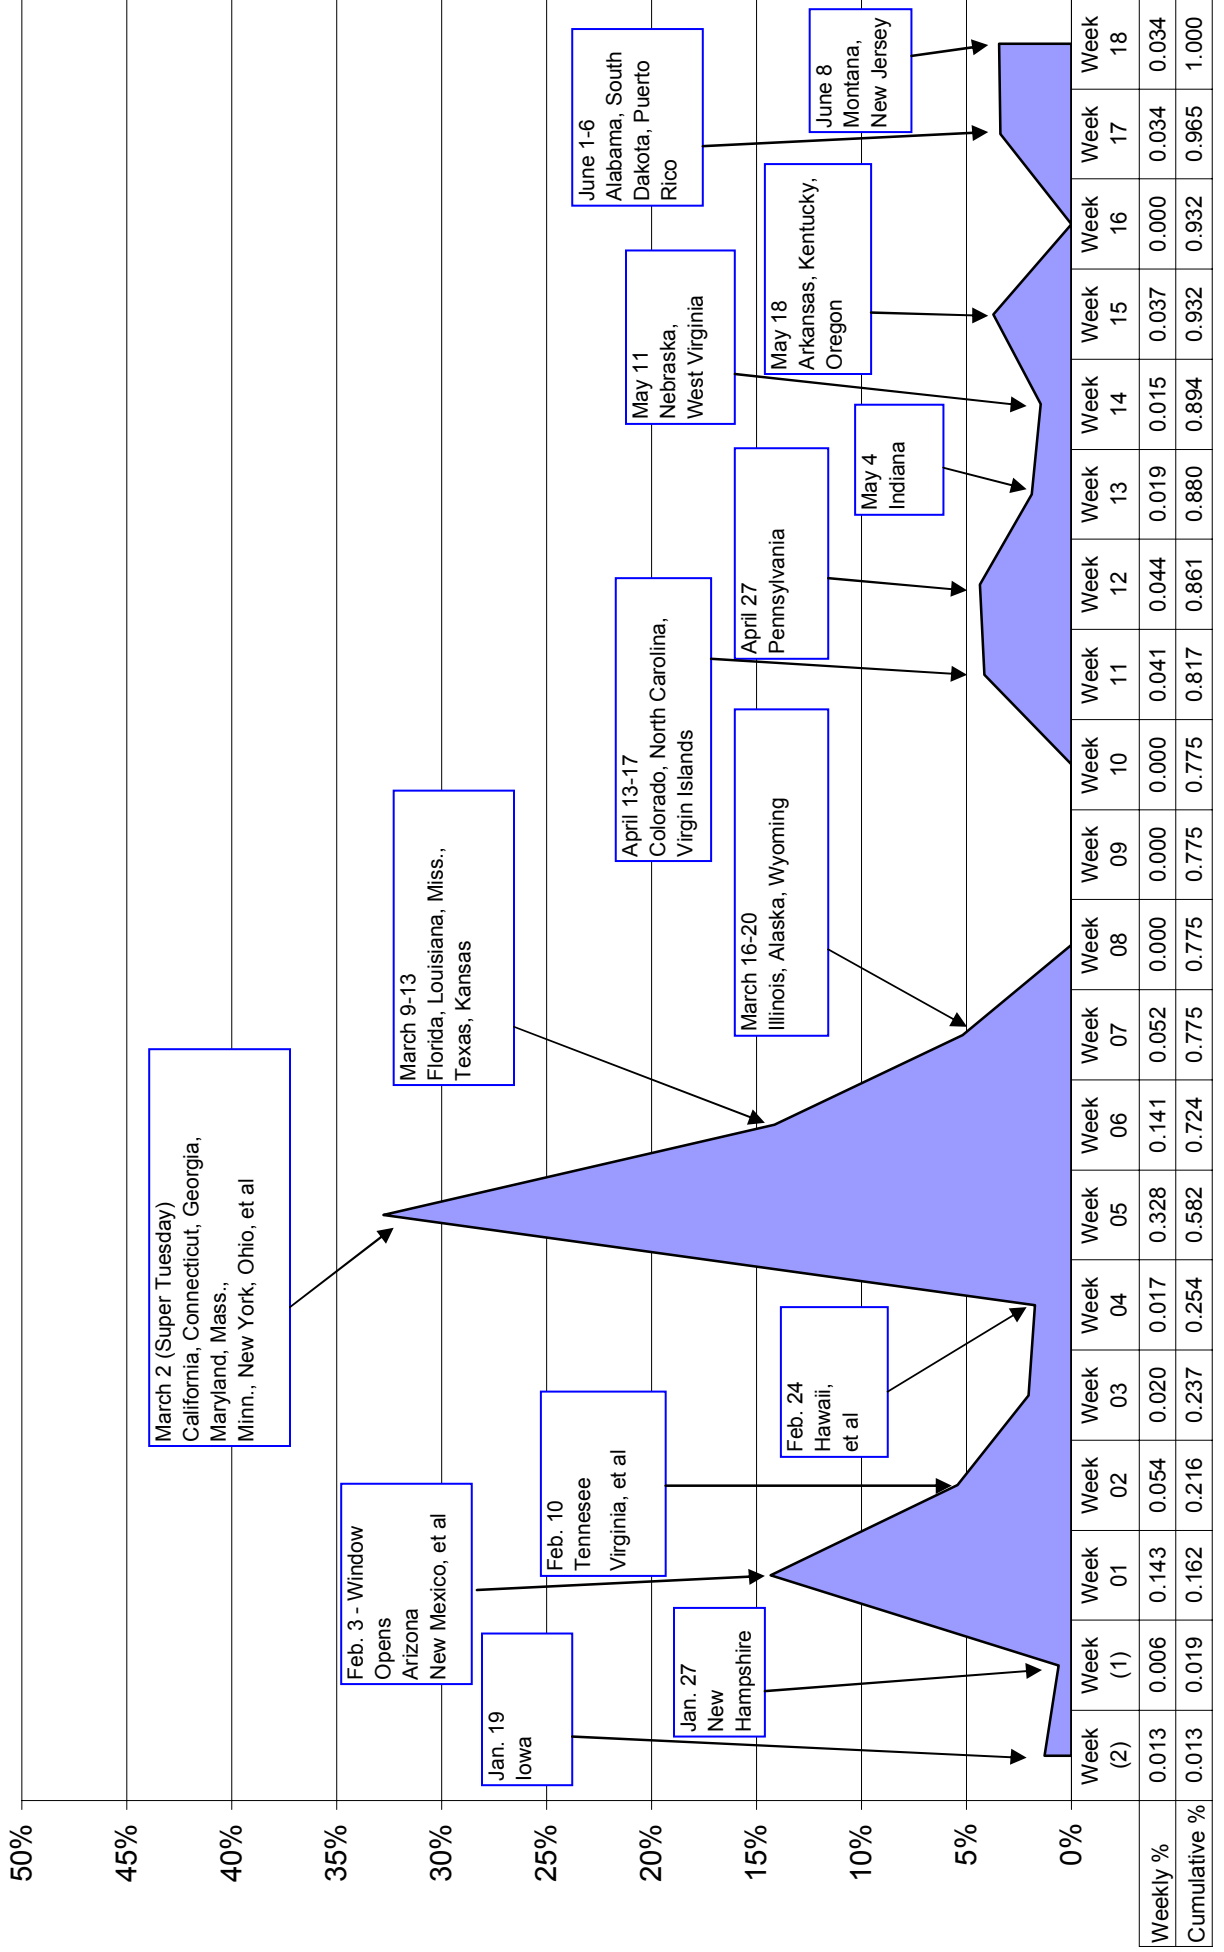 50%
45%
40%
35%
30%
25%
20%
15%
10%
5%
0%
Jan. 19
Iowa
Jan. 27
New
Hampshire
Feb. 3 - Window
Opens
Arizona
New Mexico, et al
Feb. 10
Tennesee
Virginia, et al
Feb. 24
Hawaii,
et al
March 2 (Super Tuesday)
California, Connecticut, Georgia,
Maryland, Mass.,
Minn., New York, Ohio, et al
March 9-13
Florida, Louisiana, Miss.,
Texas, Kansas
March 16-20
Illinois, Alaska, Wyoming
April 13-17
Colorado, North Carolina,
Virgin Islands
April 27
Pennsylvania
May 4
Indiana
May 11
Nebraska,
West Virginia
May 18
Arkansas, Kentucky,
Oregon
June 1-6
Alabama, South
Dakota, Puerto
Rico
June 8
Montana,
New Jersey
Week Week Week Week Week Week Week Week Week Week Week Week Week Week Week Week Week Week Week Week
(2) (1) 01 02 03 04 05 06 07 08 09 10 11 12 13 14 15 16 17 18
Weekly % 0.013 0.006 0.143 0.054 0.020 0.017 0.328 0.141 0.052 0.000 0.000 0.000 0.041 0.044 0.019 0.015 0.037 0.000 0.034 0.034
Cumulative % 0.013 0.019 0.162 0.216 0.237 0.254 0.582 0.724 0.775 0.775 0.775 0.775 0.817 0.861 0.880 0.894 0.932 0.932 0.965 1.000